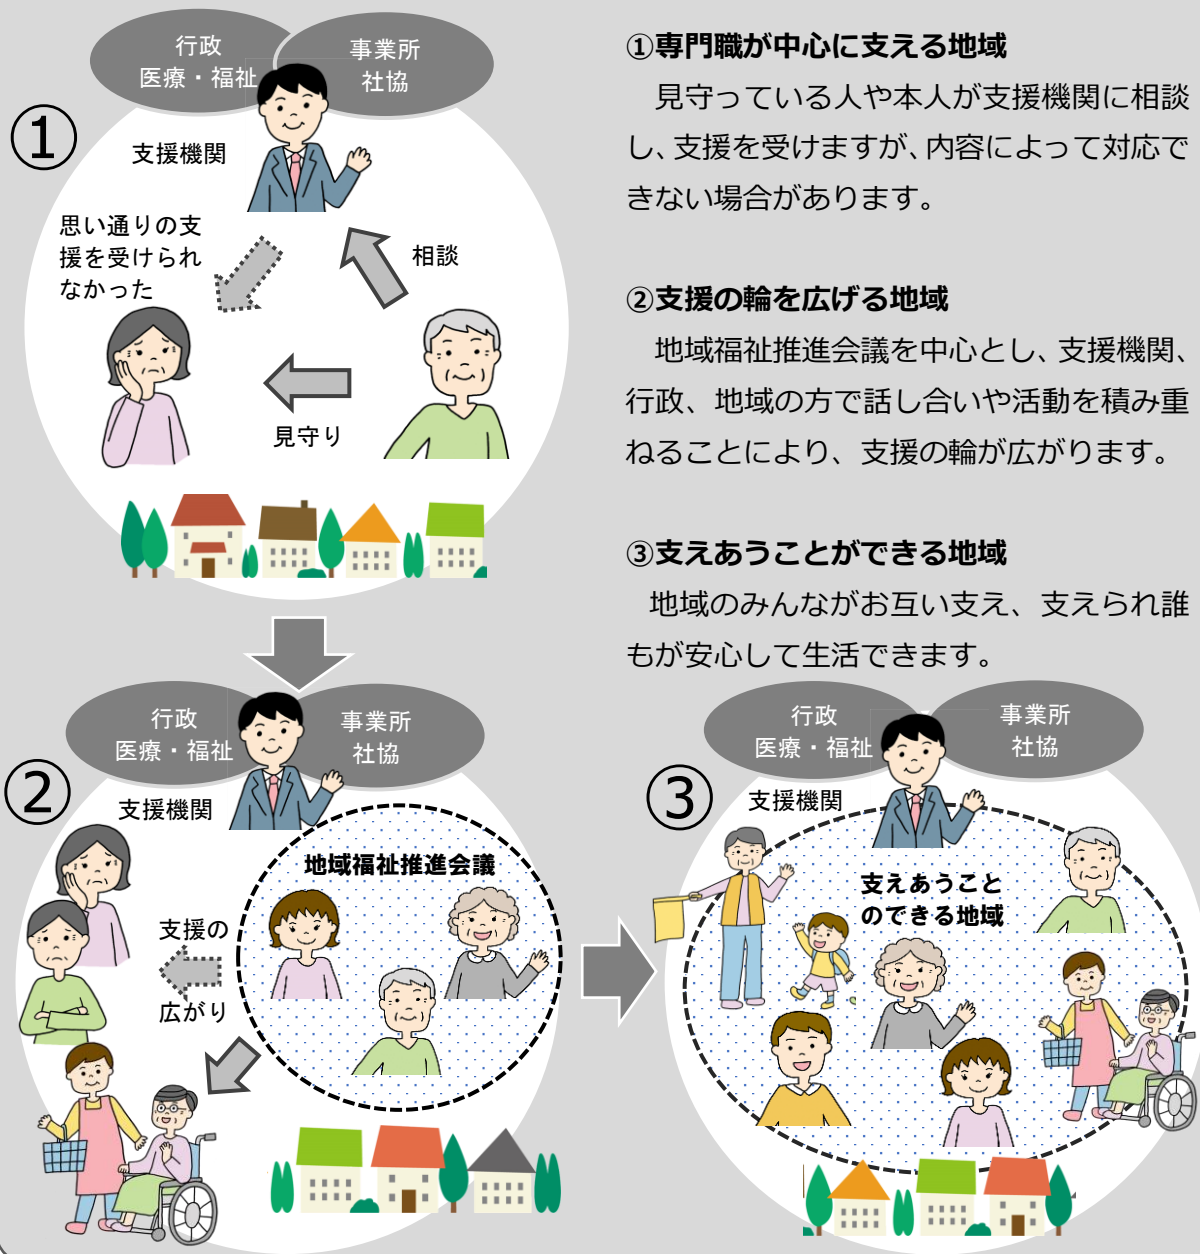 行政
医療・福祉
事業所
社協
①
支援機関
思い通りの支
援を受けられ
なかった
相談
見守り
①専門職が中心に支える地域
見守っている人や本人が支援機関に相談
し、支援を受けますが、内容によって対応で
きない場合があります。
②支援の輪を広げる地域
地域福祉推進会議を中心とし、支援機関、
行政、地域の方で話し合いや活動を積み重
ねることにより、支援の輪が広がります。
③支えあうことができる地域
地域のみんながお互い支え、支えられ誰
もが安心して生活できます。
行政
医療・福祉
事業所
社協
②
支援機関
地域福祉推進会議
支援の
広がり
行政
医療・福祉
事業所
社協
③
支援機関
支えあうこと
のできる地域